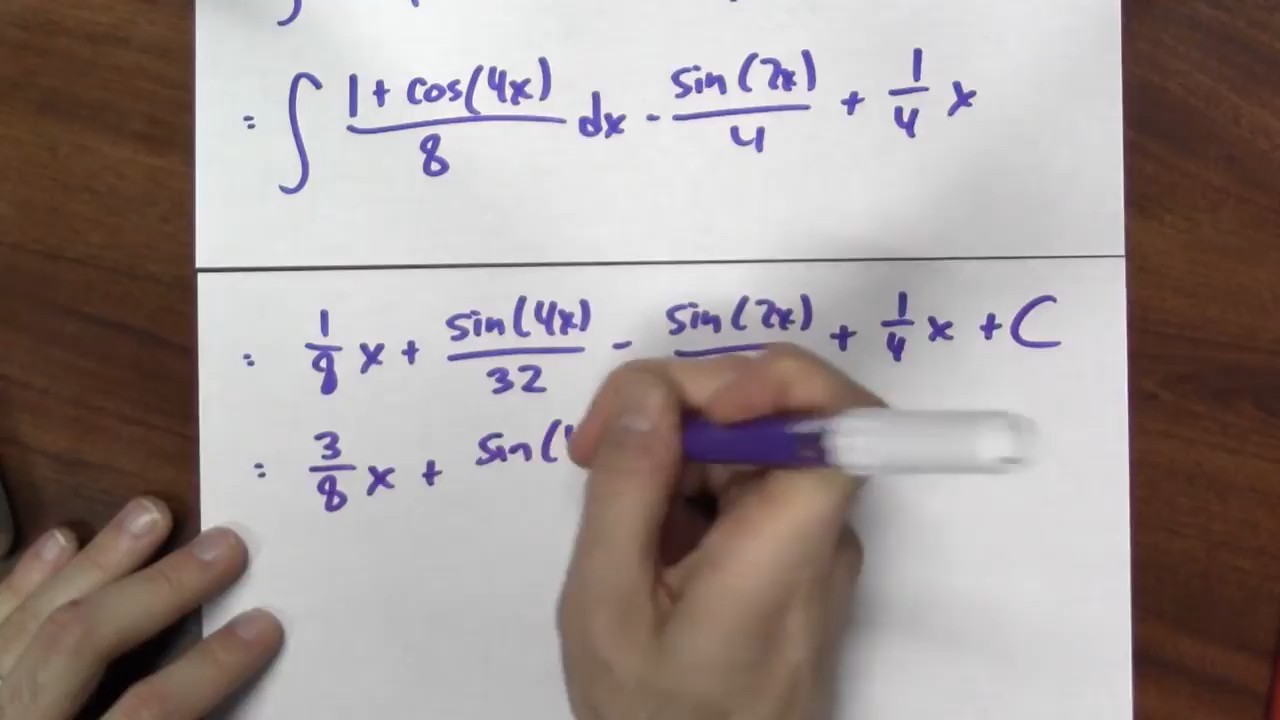 = ∫ (1 + cos(4x))/8 dx - sin(2x)/4 + 1/4 x
= 1/8 x + sin(4x)/32 - sin(2x) + 1/4 x + C
= 3/8 x + sin(